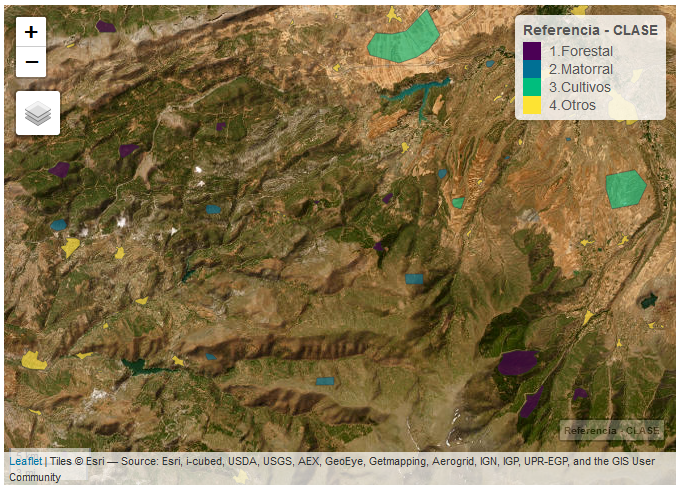 +
Referencia - CLASE
1.Forestal
2.Matorral
3.Cultivos
4.Otros
−
Referencia - CLASE
Leaflet | Tiles © Esri — Source: Esri, i-cubed, USDA, USGS, AEX, GeoEye, Getmapping, Aerogrid, IGN, IGP, UPR-EGP, and the GIS User
Community